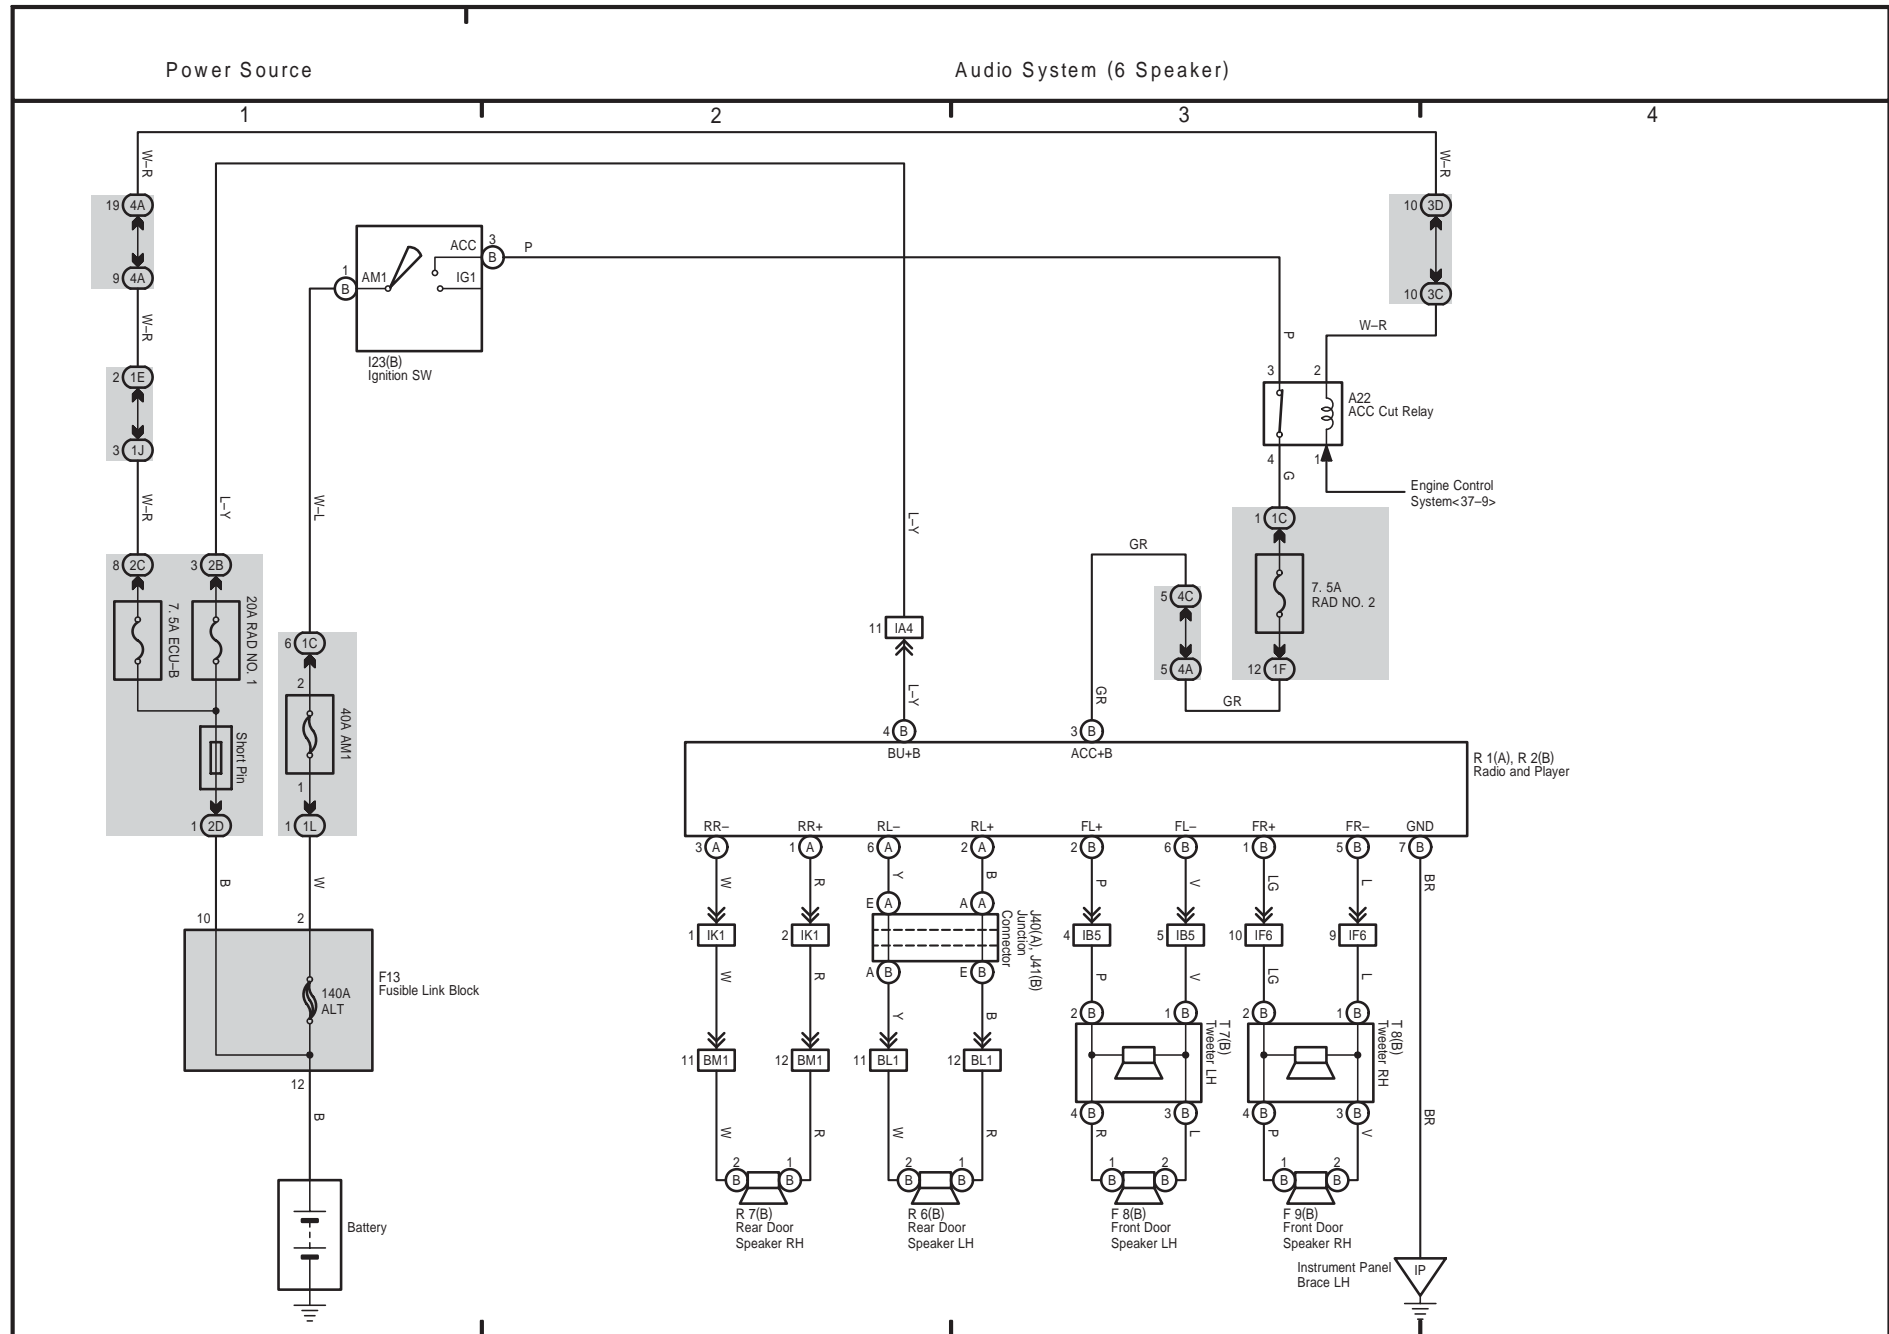 Power Source
Audio System (6 Speaker)
1
2
3
4
W–R
W–R
19 4A
10 3D
ACC
3
B
P
9 4A
1
B
AM1
IG1
10 3C
W–R
W–R
P
I23(B)
Ignition SW
2 1E
3
2
A22
ACC Cut Relay
3 1J
4
1
G
W–R
L–Y
W–L
L–Y
Engine Control
System<37–9>
1 1C
GR
8 2C
3 2B
7. 5A ECU–B
20A RAD NO. 1
5 4C
7. 5A
RAD NO. 2
11 IA4
6 1C
2
5 4A
12 1F
L–Y
GR
GR
40A AM1
Short Pin
1
4 B
3 B
BU+B
ACC+B
R 1(A), R 2(B)
Radio and Player
1 2D
1 1L
RR–
RR+
RL–
RL+
FL+
FL–
FR+
FR–
GND
3 A
1 A
6 A
2 A
2 B
6 B
1 B
5 B
7 B
B
W
W
R
Y
B
P
V
LG
L
BR
E A
A A
10
2
1 IK1
2 IK1
J40(A), J41(B)
Junction
Connector
4 IB5
5 IB5
10 IF6
9 IF6
A B
E B
F13
Fusible Link Block
140A
ALT
W
R
P
V
LG
L
Y
B
2 B
1 B
2 B
1 B
11 BM1
12 BM1
11 BL1
12 BL1
T 7(B)
Tweeter LH
T 8(B)
Tweeter RH
12
B
4 B
3 B
4 B
3 B
W
R
W
R
R
L
P
V
BR
2
B
1
B
2
B
1
B
1
B
2
B
1
B
2
B
Battery
R 7(B)
Rear Door
Speaker RH
R 6(B)
Rear Door
Speaker LH
F 8(B)
Front Door
Speaker LH
F 9(B)
Front Door
Speaker RH
Instrument Panel
Brace LH
IP